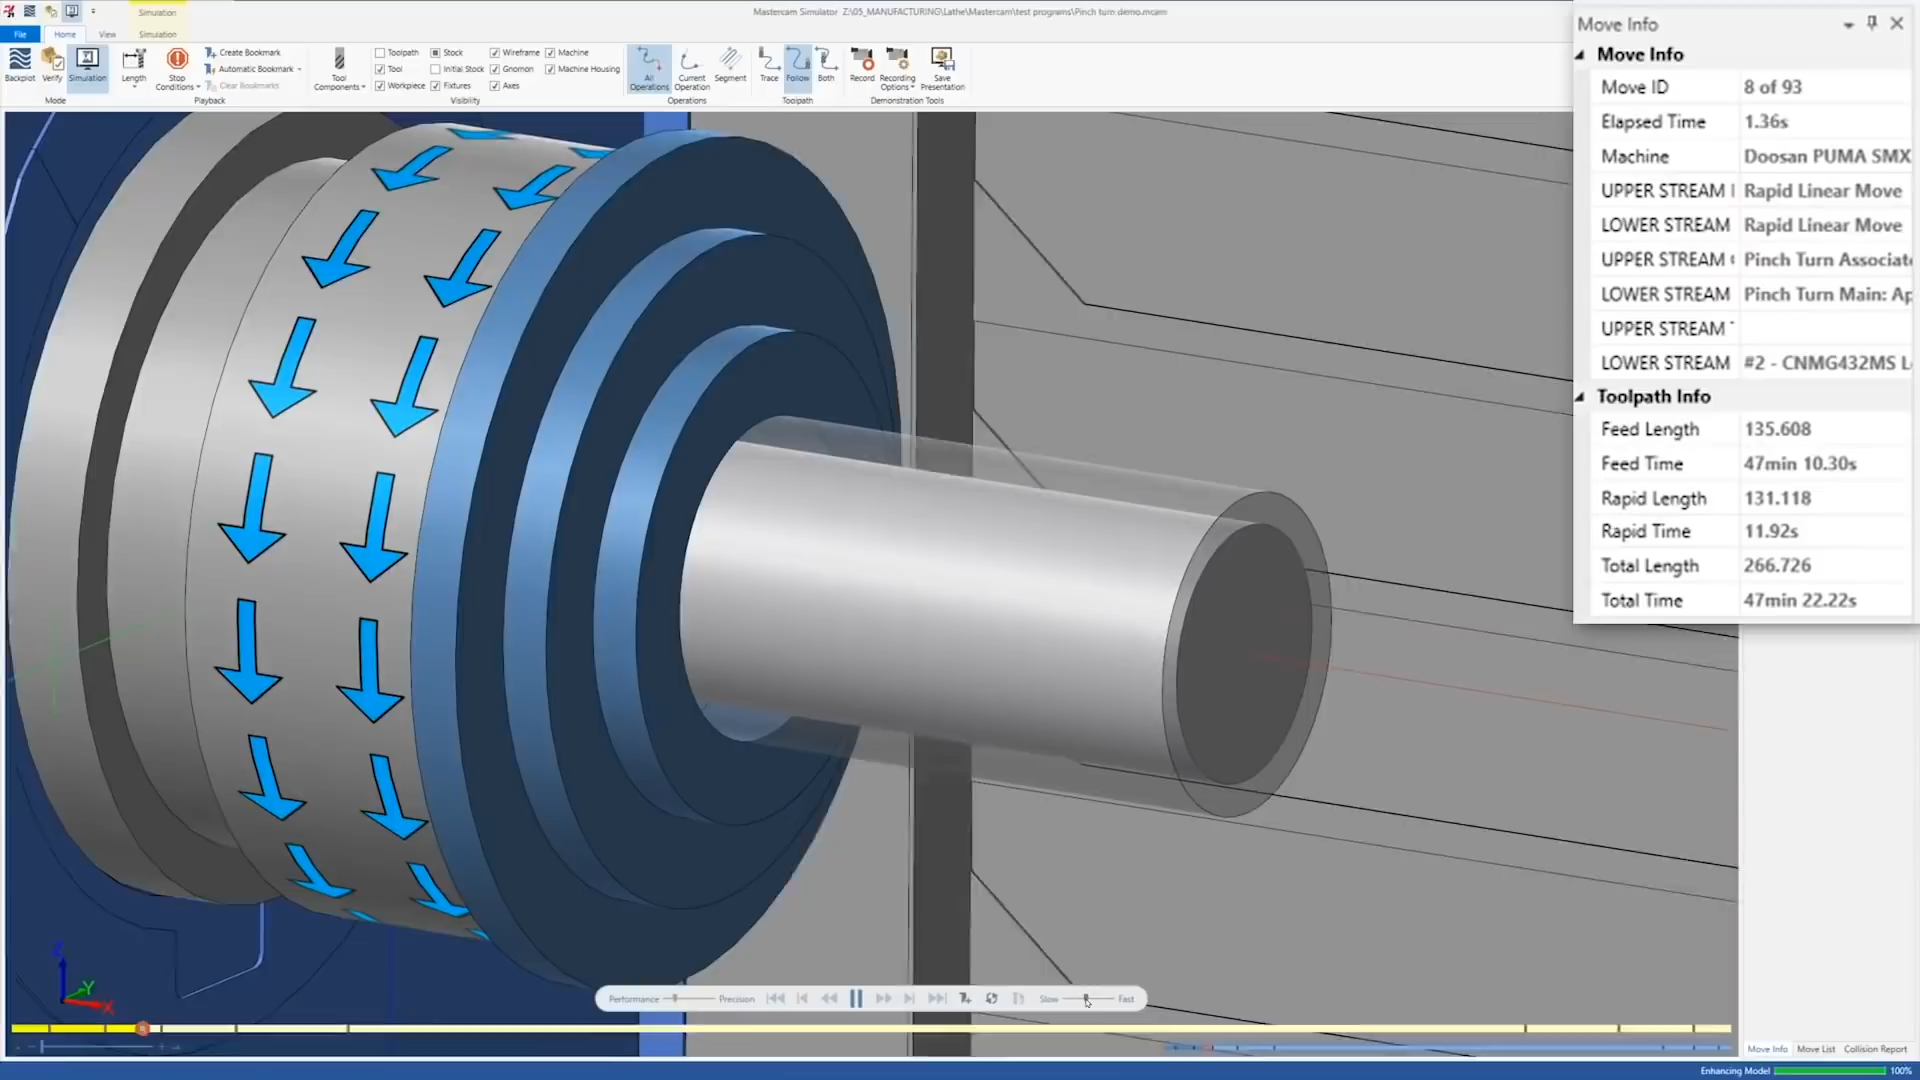 Simulation
Mastercam Simulator Z:\05_MANUFACTURING\Lathe\Mastercam\test programs\Pinch turn demo.mcam
File Home View Simulation
Backplot Verify Simulation
Mode
Length Stop Conditions
Create Bookmark
Automatic Bookmark
Clear Bookmarks
Playback
Tool Components
Toolpath Stock Wireframe Machine
Tool Initial Stock Gnomon Machine Housing
Workpiece Fixtures Axes
Visibility
All Operations Current Operation Segment
Operations
Trace Follow Both
Toolpath
Record Recording Options Save Presentation
Demonstration Tools
Move Info
Move Info
Move ID 8 of 93
Elapsed Time 1.36s
Machine Doosan PUMA SMX
UPPER STREAM Rapid Linear Move
LOWER STREAM Rapid Linear Move
UPPER STREAM Pinch Turn Associat
LOWER STREAM Pinch Turn Main: Ap
UPPER STREAM
LOWER STREAM #2 - CNMG432MS L
Toolpath Info
Feed Length 135.608
Feed Time 47min 10.30s
Rapid Length 131.118
Rapid Time 11.92s
Total Length 266.726
Total Time 47min 22.22s
Z
Y
X
Performance Precision Slow Fast
Move Info Move List Collision Report
Enhancing Model 100%